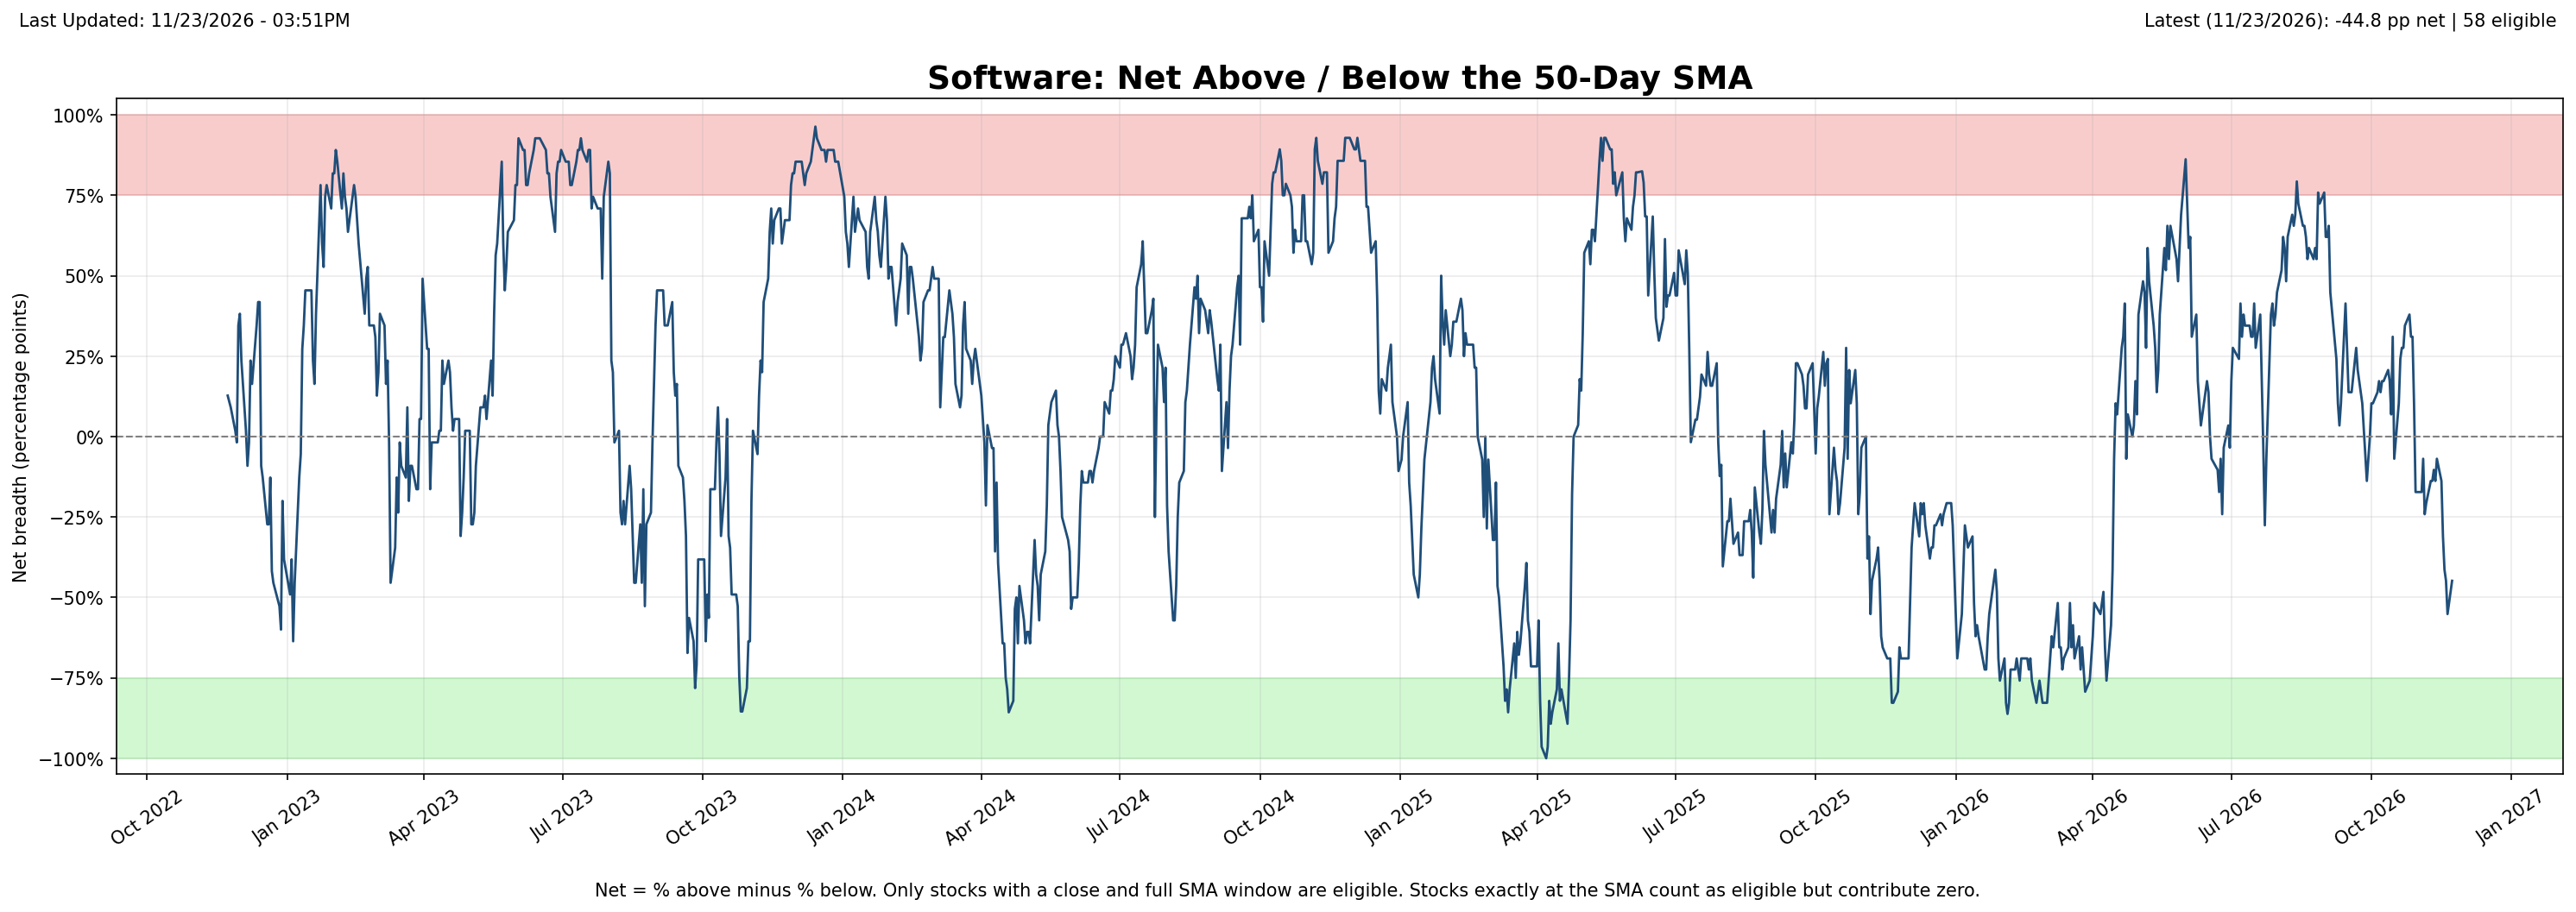 Last Updated: 11/23/2026 - 03:51PM
Latest (11/23/2026): -44.8 pp net | 58 eligible
Software: Net Above / Below the 50-Day SMA
Net breadth (percentage points)
100%
75%
50%
25%
0%
−25%
−50%
−75%
−100%
Oct 2022
Jan 2023
Apr 2023
Jul 2023
Oct 2023
Jan 2024
Apr 2024
Jul 2024
Oct 2024
Jan 2025
Apr 2025
Jul 2025
Oct 2025
Jan 2026
Apr 2026
Jul 2026
Oct 2026
Jan 2027
Net = % above minus % below. Only stocks with a close and full SMA window are eligible. Stocks exactly at the SMA count as eligible but contribute zero.